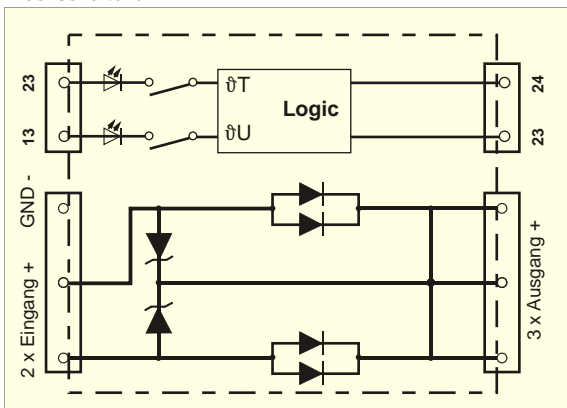 23
ϑT
24
Logic
13
ϑU
23
GND -
2 x Eingang +
3 x Ausgang +